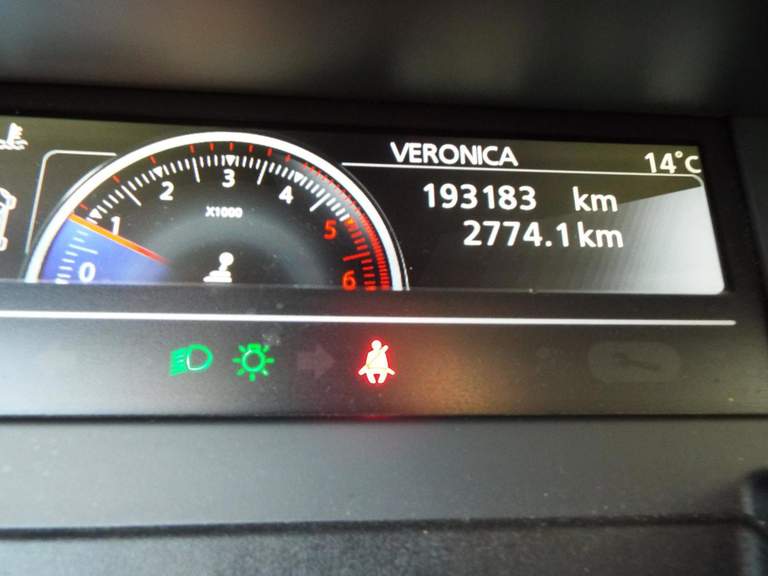 VERONICA 14°C
193183 km
2774.1 km
0 1 2 3 4 5 6
X1000